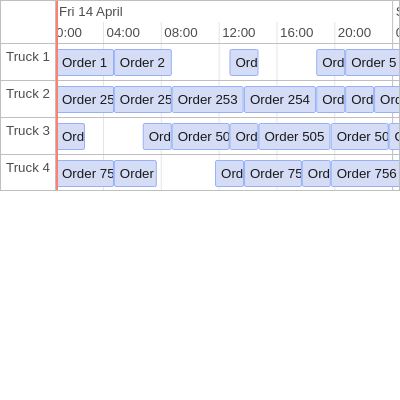 Fri 14 April
0:00 04:00 08:00 12:00 16:00 20:00
Truck 1 Order 1 Order 2 Ord Ord Order 5
Truck 2 Order 25 Order 25 Order 253 Order 254 Ord Ord Ord
Truck 3 Ord Ord Order 50 Ord Order 505 Order 50
Truck 4 Order 75 Order Ord Order 75 Ord Order 756